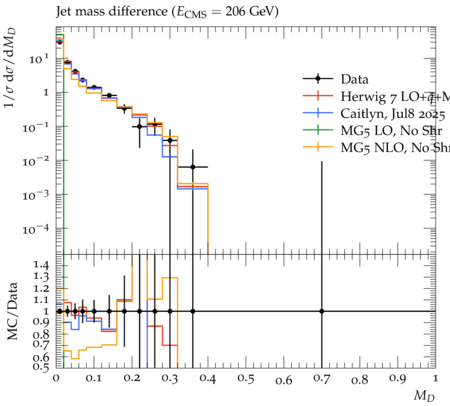 Jet mass difference (E_CMS = 206 GeV)
1/σ dσ/dM_D
10^1
1
10^−1
10^−2
10^−3
10^−4
Data
Herwig 7 LO+
Caitlyn, Jul8 2025
MG5 LO, No Shr
MG5 NLO, No Shr
MC/Data
1.4
1.3
1.2
1.1
1
0.9
0.8
0.7
0.6
0.5
0 0.1 0.2 0.3 0.4 0.5 0.6 0.7 0.8 0.9 1
M_D